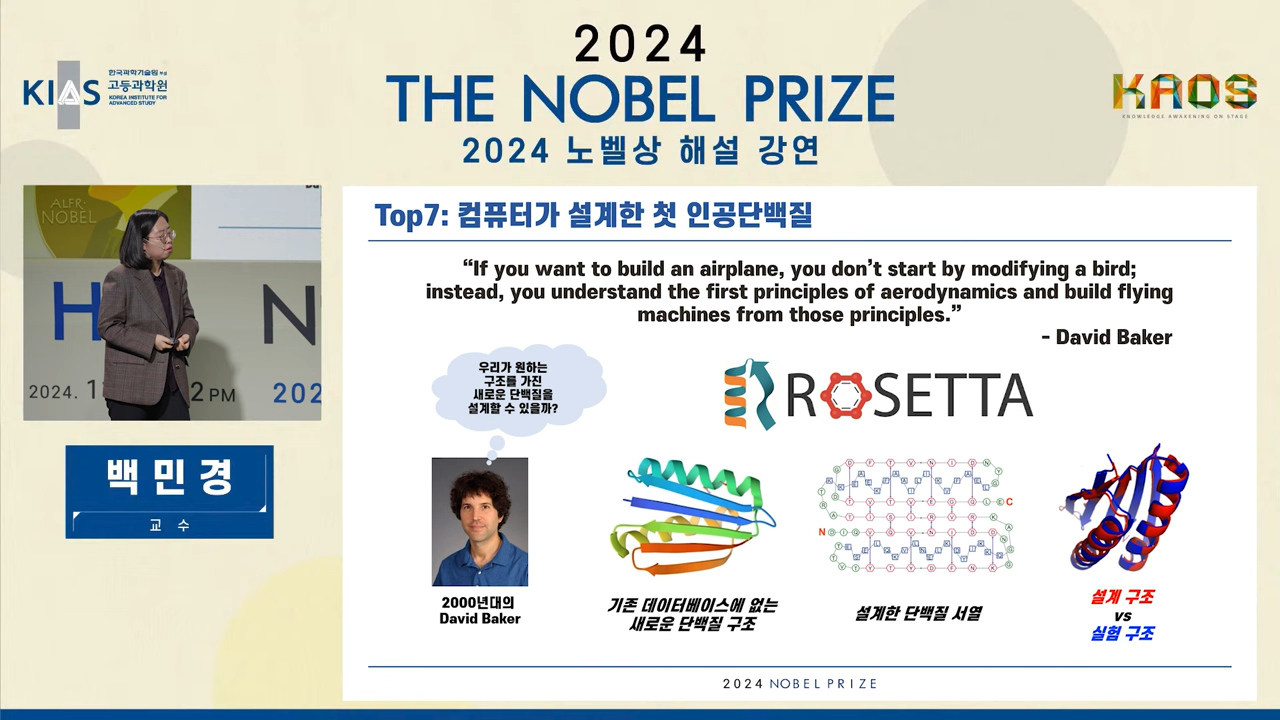 2024
THE NOBEL PRIZE
2024 노벨상 해설 강연
KIAS
한국과학기술원 부설
고등과학원
KOREA INSTITUTE FOR
ADVANCED STUDY
KAOS
KNOWLEDGE AWAKENING ON STAGE
ALFR·
NOBEL
H
N
2024. 1
2 PM
202
백민경
교 수
Top7: 컴퓨터가 설계한 첫 인공단백질
“If you want to build an airplane, you don’t start by modifying a bird;
instead, you understand the first principles of aerodynamics and build flying
machines from those principles.”
- David Baker
우리가 원하는
구조를 가진
새로운 단백질을
설계할 수 있을까?
ROSETTA
2000년대의
David Baker
기존 데이터베이스에 없는
새로운 단백질 구조
C
N
설계한 단백질 서열
설계 구조
vs
실험 구조
2024 NOBEL PRIZE